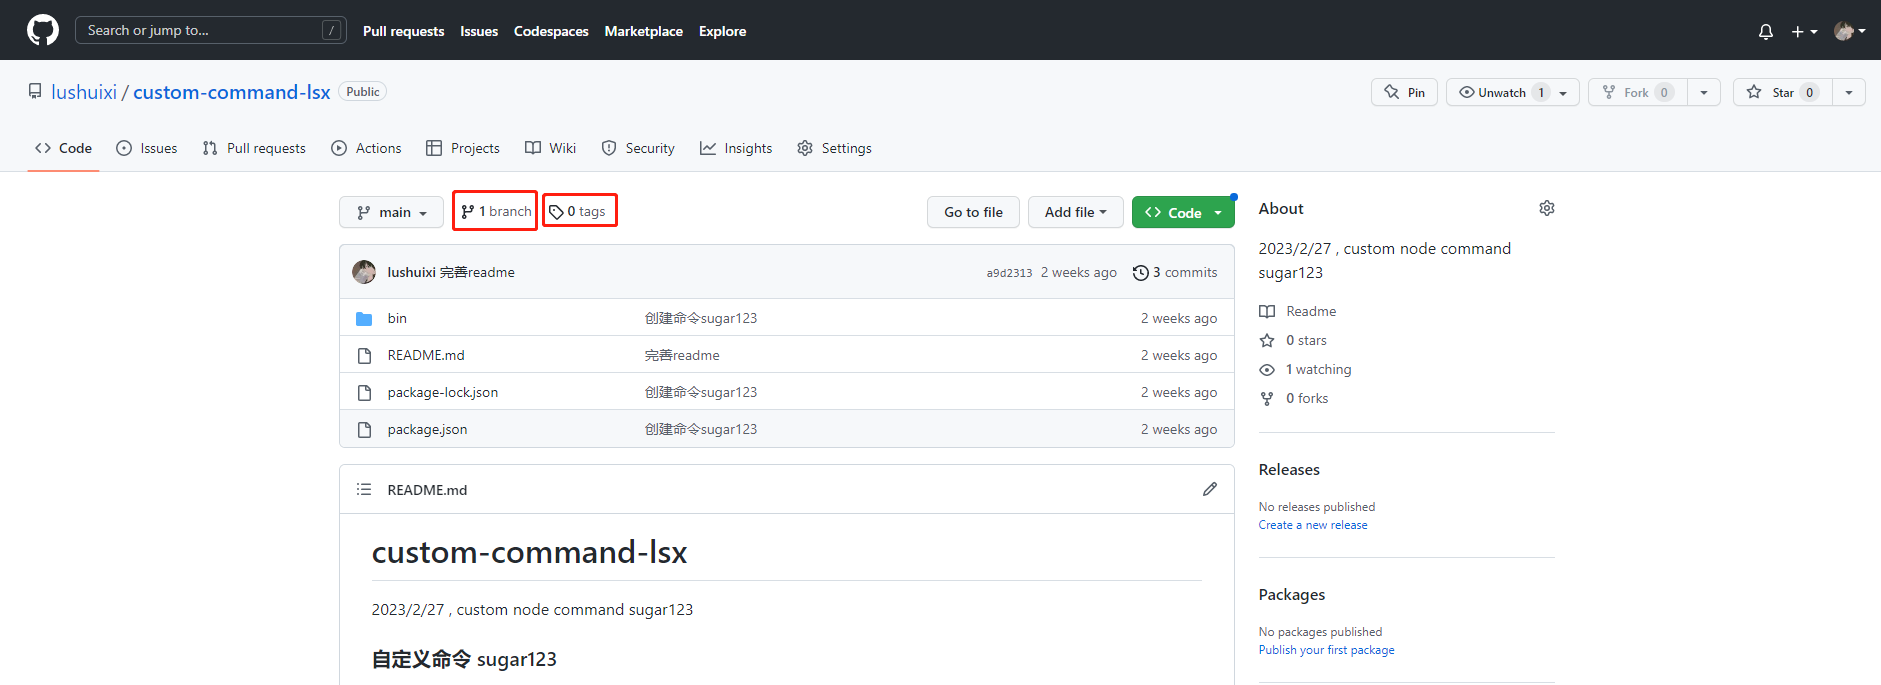 Search or jump to... /
Pull requests Issues Codespaces Marketplace Explore
lushuixi / custom-command-lsx Public
Pin Unwatch 1 Fork 0 Star 0
Code Issues Pull requests Actions Projects Wiki Security Insights Settings
main 1 branch 0 tags
Go to file Add file Code
lushuixi 完善readme a9d2313 2 weeks ago 3 commits
bin 创建命令sugar123 2 weeks ago
README.md 完善readme 2 weeks ago
package-lock.json 创建命令sugar123 2 weeks ago
package.json 创建命令sugar123 2 weeks ago
README.md
custom-command-lsx
2023/2/27 , custom node command sugar123
自定义命令 sugar123
About
2023/2/27 , custom node command
sugar123
Readme
0 stars
1 watching
0 forks
Releases
No releases published
Create a new release
Packages
No packages published
Publish your first package